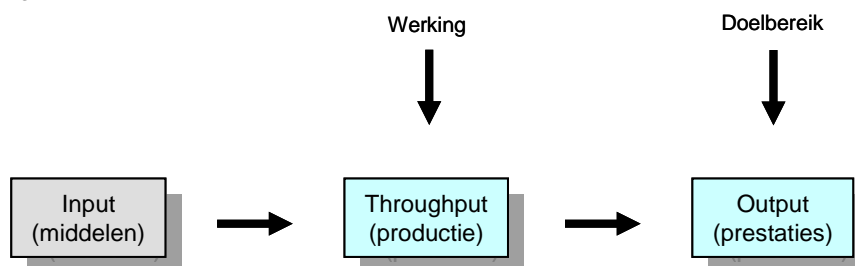 Werking
Doelbereik
Input
(middelen)
Throughput
(productie)
Output
(prestaties)